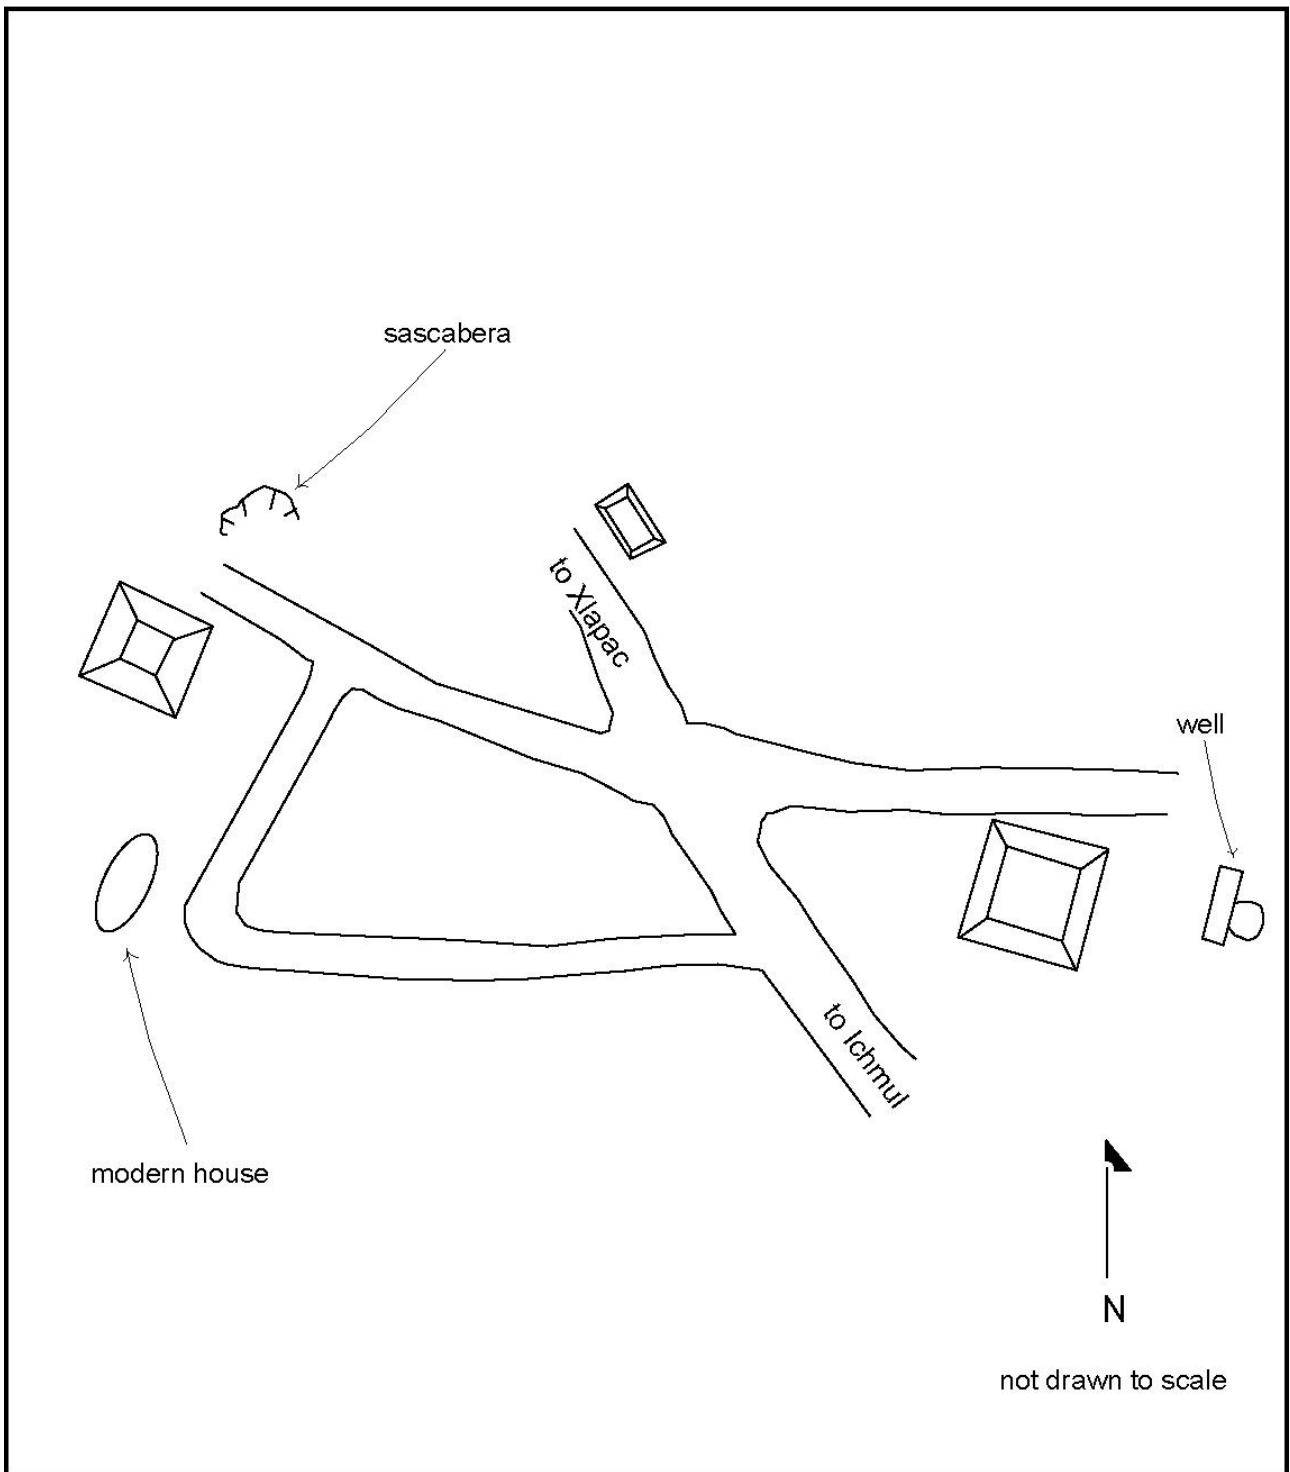 sascabera
to Xlapac
well
to Ichmul
modern house
N
not drawn to scale